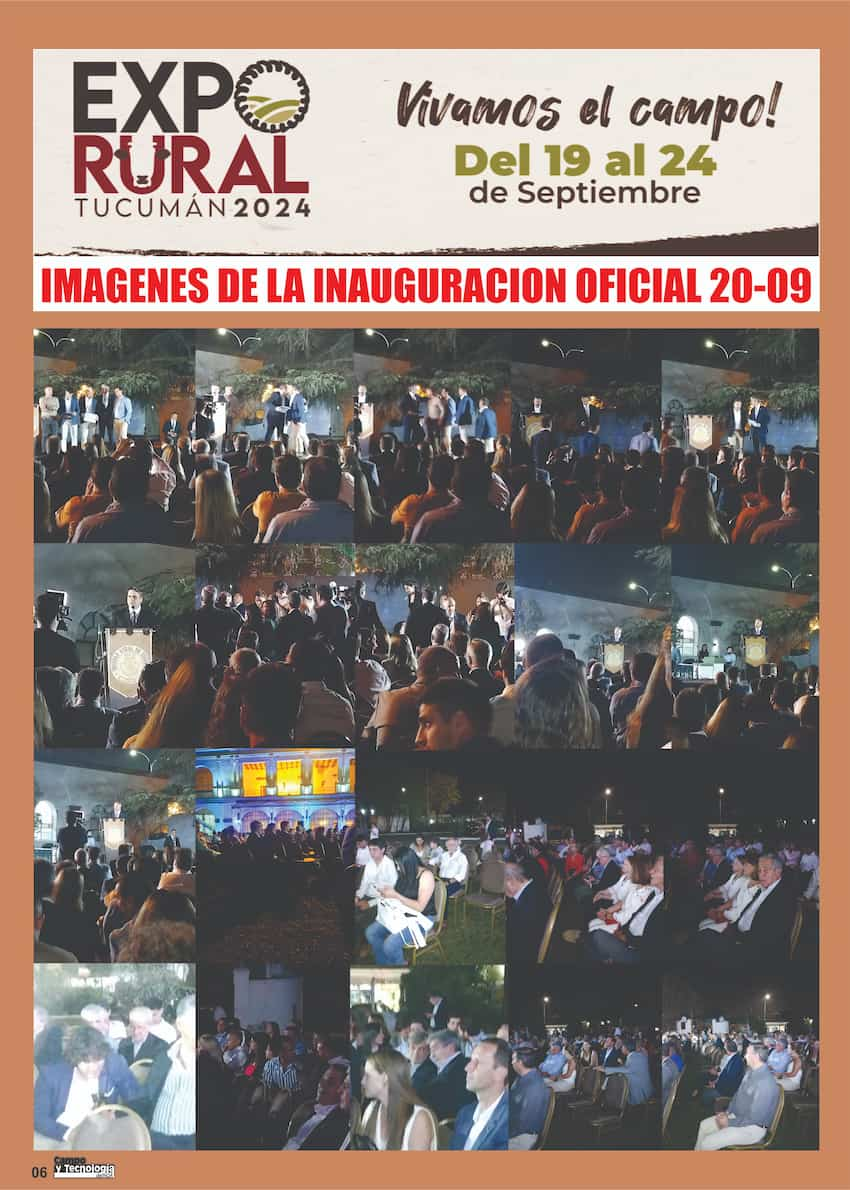 EXPO
RURAL
TUCUMÁN 2024
Vivamos el campo!
Del 19 al 24
de Septiembre
IMAGENES DE LA INAUGURACION OFICIAL 20-09
06
Campo
y Tecnología